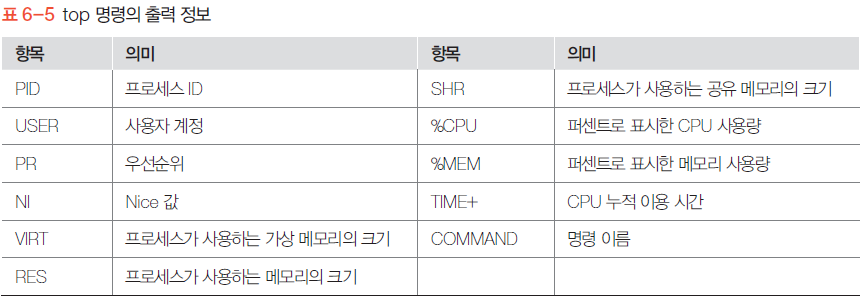 표 6-5 top 명령의 출력 정보
항목 의미 항목 의미
PID 프로세스 ID SHR 프로세스가 사용하는 공유 메모리의 크기
USER 사용자 계정 %CPU 퍼센트로 표시한 CPU 사용량
PR 우선순위 %MEM 퍼센트로 표시한 메모리 사용량
NI Nice 값 TIME+ CPU 누적 이용 시간
VIRT 프로세스가 사용하는 가상 메모리의 크기 COMMAND 명령 이름
RES 프로세스가 사용하는 메모리의 크기